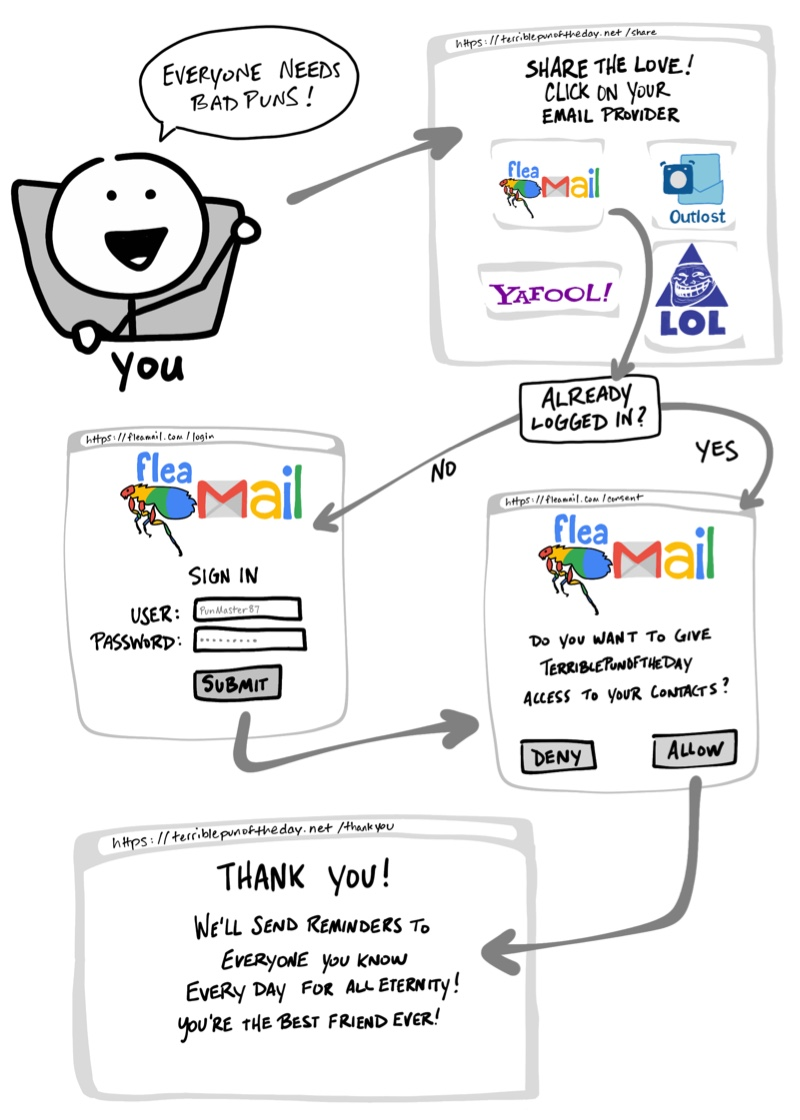 EVERYONE NEEDS
BAD PUNS!
YOU
https://terriblepunoftheday.net/share
SHARE THE LOVE!
CLICK ON YOUR
EMAIL PROVIDER
flea
Mail
Outlost
YAFOOL!
LOL
ALREADY
LOGGED IN?
NO
YES
https://fleamail.com/login
flea
Mail
SIGN IN
USER: PunMaster87
PASSWORD: ••••••••
SUBMIT
https://fleamail.com/consent
flea
Mail
DO YOU WANT TO GIVE
TERRIBLEPUNOFTHEDAY
ACCESS TO YOUR CONTACTS?
DENY
ALLOW
https://terriblepunoftheday.net/thankyou
THANK YOU!
WE'LL SEND REMINDERS TO
EVERYONE YOU KNOW
EVERY DAY FOR ALL ETERNITY!
YOU'RE THE BEST FRIEND EVER!